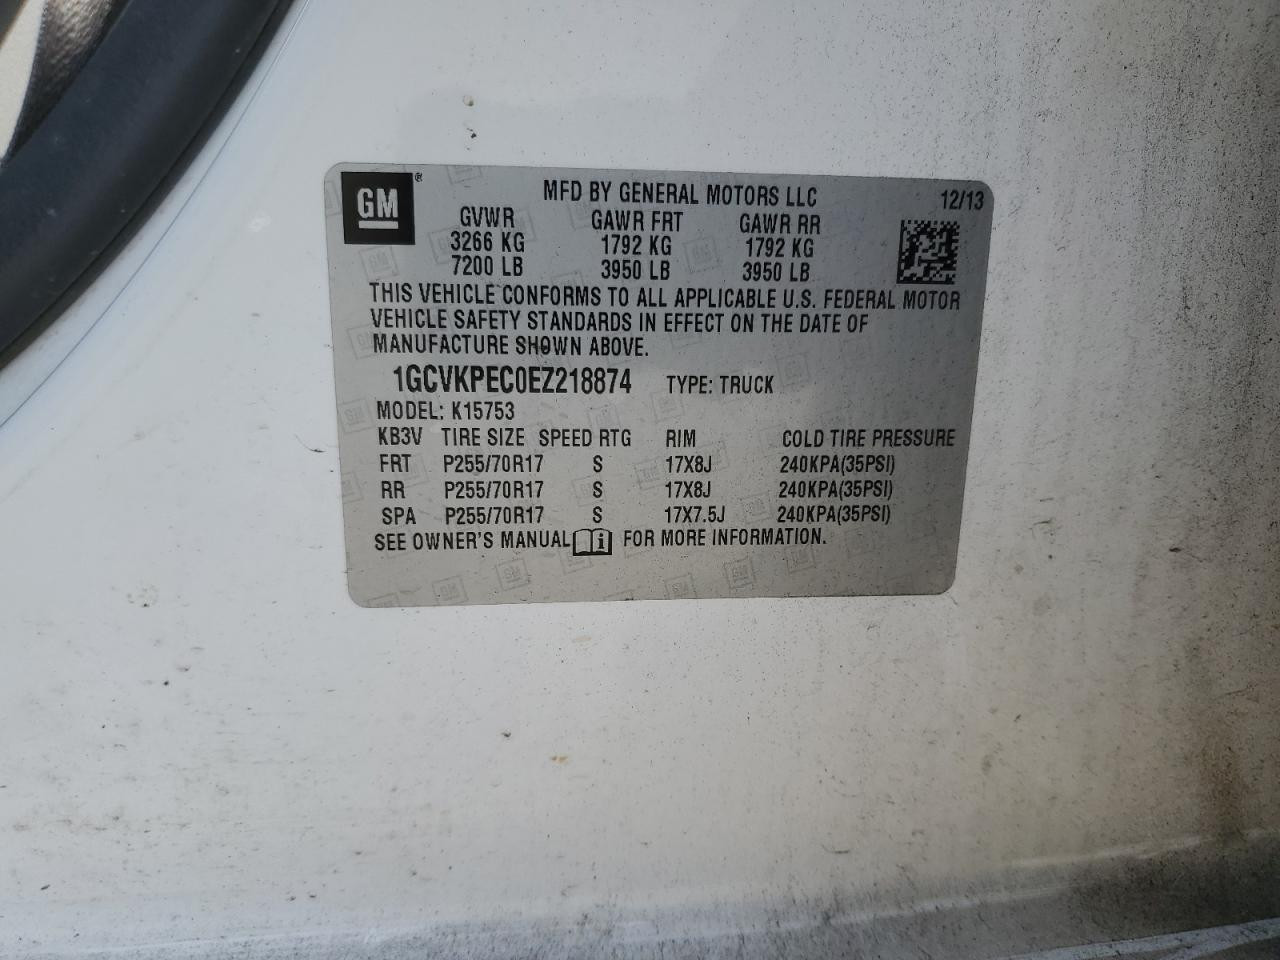 GM ® MFD BY GENERAL MOTORS LLC 12/13
GVWR GAWR FRT GAWR RR
3266 KG 1792 KG 1792 KG
7200 LB 3950 LB 3950 LB
THIS VEHICLE CONFORMS TO ALL APPLICABLE U.S. FEDERAL MOTOR
VEHICLE SAFETY STANDARDS IN EFFECT ON THE DATE OF
MANUFACTURE SHOWN ABOVE.
1GCVKPEC0EZ218874 TYPE: TRUCK
MODEL: K15753
KB3V TIRE SIZE SPEED RTG RIM COLD TIRE PRESSURE
FRT P255/70R17 S 17X8J 240KPA(35PSI)
RR P255/70R17 S 17X8J 240KPA(35PSI)
SPA P255/70R17 S 17X7.5J 240KPA(35PSI)
SEE OWNER'S MANUAL i FOR MORE INFORMATION.